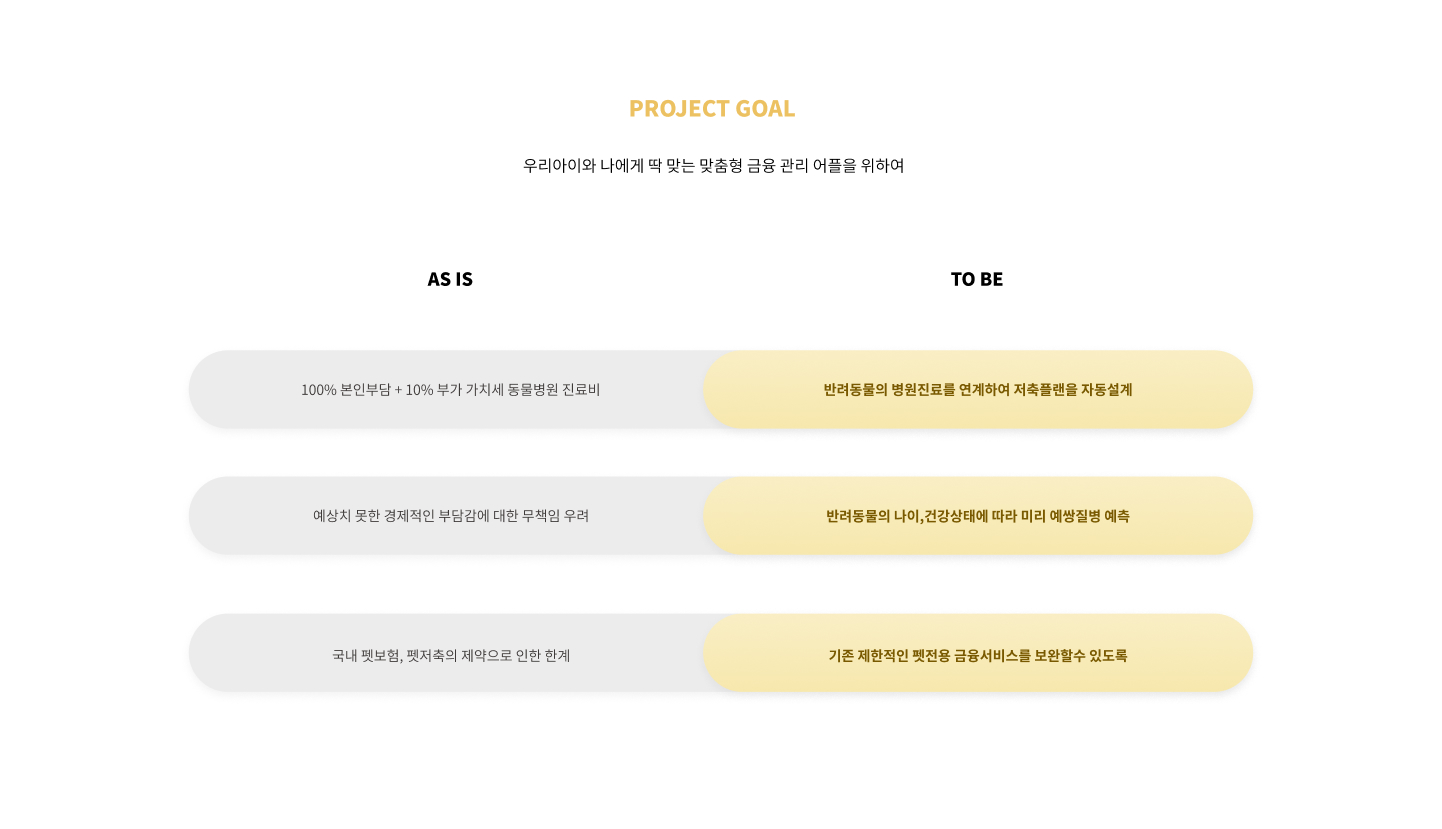 PROJECT GOAL
우리아이와 나에게 딱 맞는 맞춤형 금융 관리 어플을 위하여
AS IS
TO BE
100% 본인부담 + 10% 부가 가치세 동물병원 진료비
반려동물의 병원진료를 연계하여 저축플랜을 자동설계
예상치 못한 경제적인 부담감에 대한 무책임 우려
반려동물의 나이,건강상태에 따라 미리 예쌍질병 예측
국내 펫보험, 펫저축의 제약으로 인한 한계
기존 제한적인 펫전용 금융서비스를 보완할수 있도록